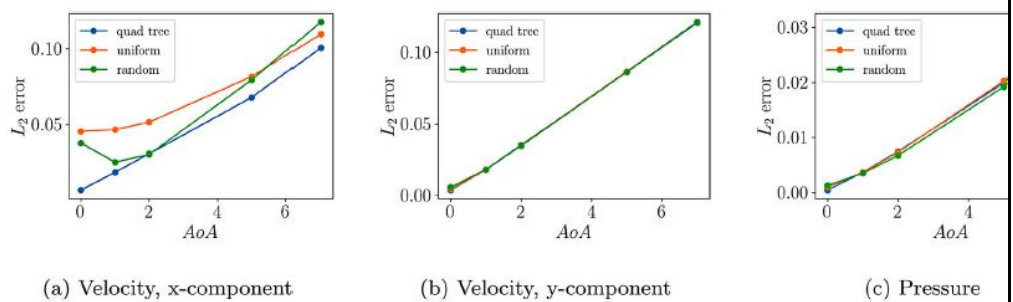 0.10
0.05
L2 error
quad tree
uniform
random
0 2 4 6
AoA
(a) Velocity, x-component
0.10
0.05
0.00
L2 error
quad tree
uniform
random
0 2 4 6
AoA
(b) Velocity, y-component
0.03
0.02
0.01
0.00
L2 error
quad tree
uniform
random
0 2 4
AoA
(c) Pressure